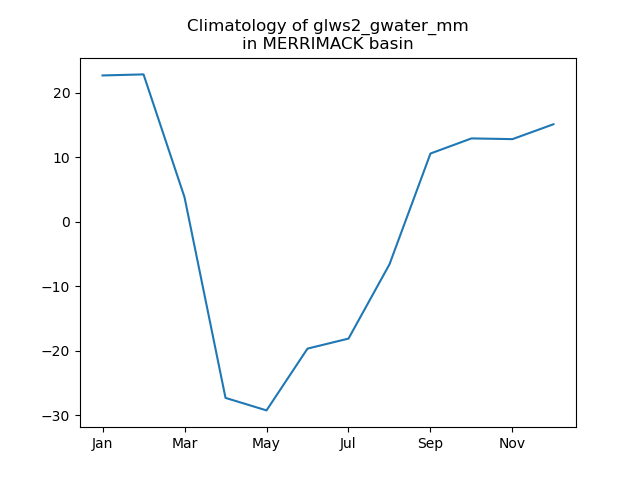 Climatology of glws2_gwater_mm
in MERRIMACK basin
20
10
0
−10
−20
−30
Jan
Mar
May
Jul
Sep
Nov